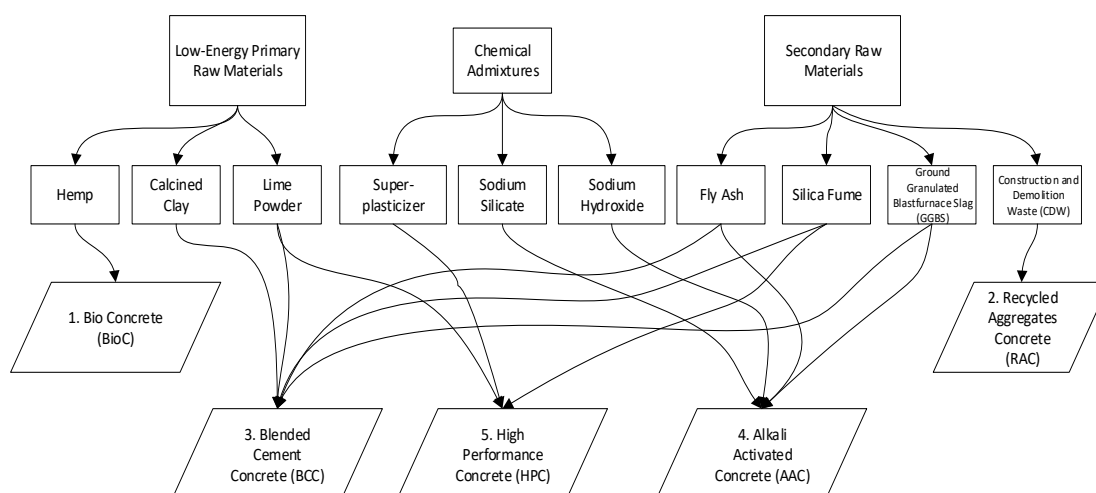 Low-Energy Primary
Raw Materials
Chemical
Admixtures
Secondary Raw
Materials
Hemp
Calcined
Clay
Lime
Powder
Super-
plasticizer
Sodium
Silicate
Sodium
Hydroxide
Fly Ash
Silica Fume
Ground
Granulated
Blastfurnace Slag
(GGBS)
Construction and
Demolition
Waste (CDW)
1. Bio Concrete
(BioC)
2. Recycled
Aggregates
Concrete
(RAC)
3. Blended
Cement
Concrete (BCC)
5. High
Performance
Concrete (HPC)
4. Alkali
Activated
Concrete (AAC)